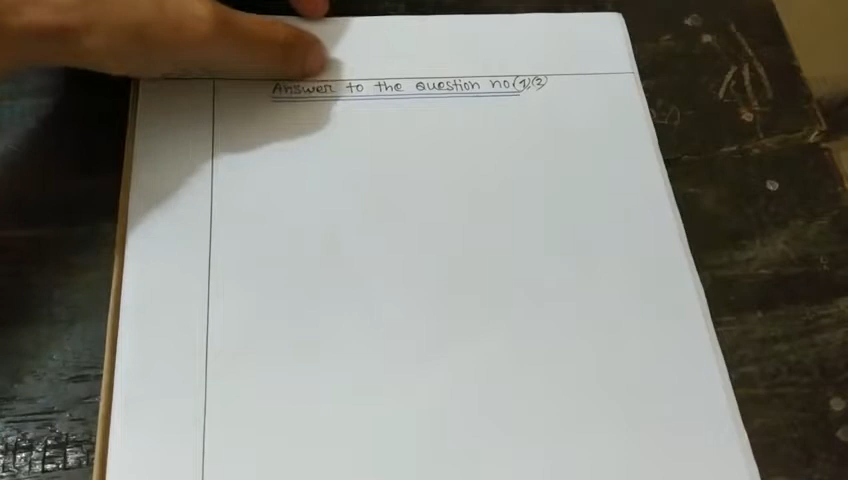 Answer to the question no (1),(2)